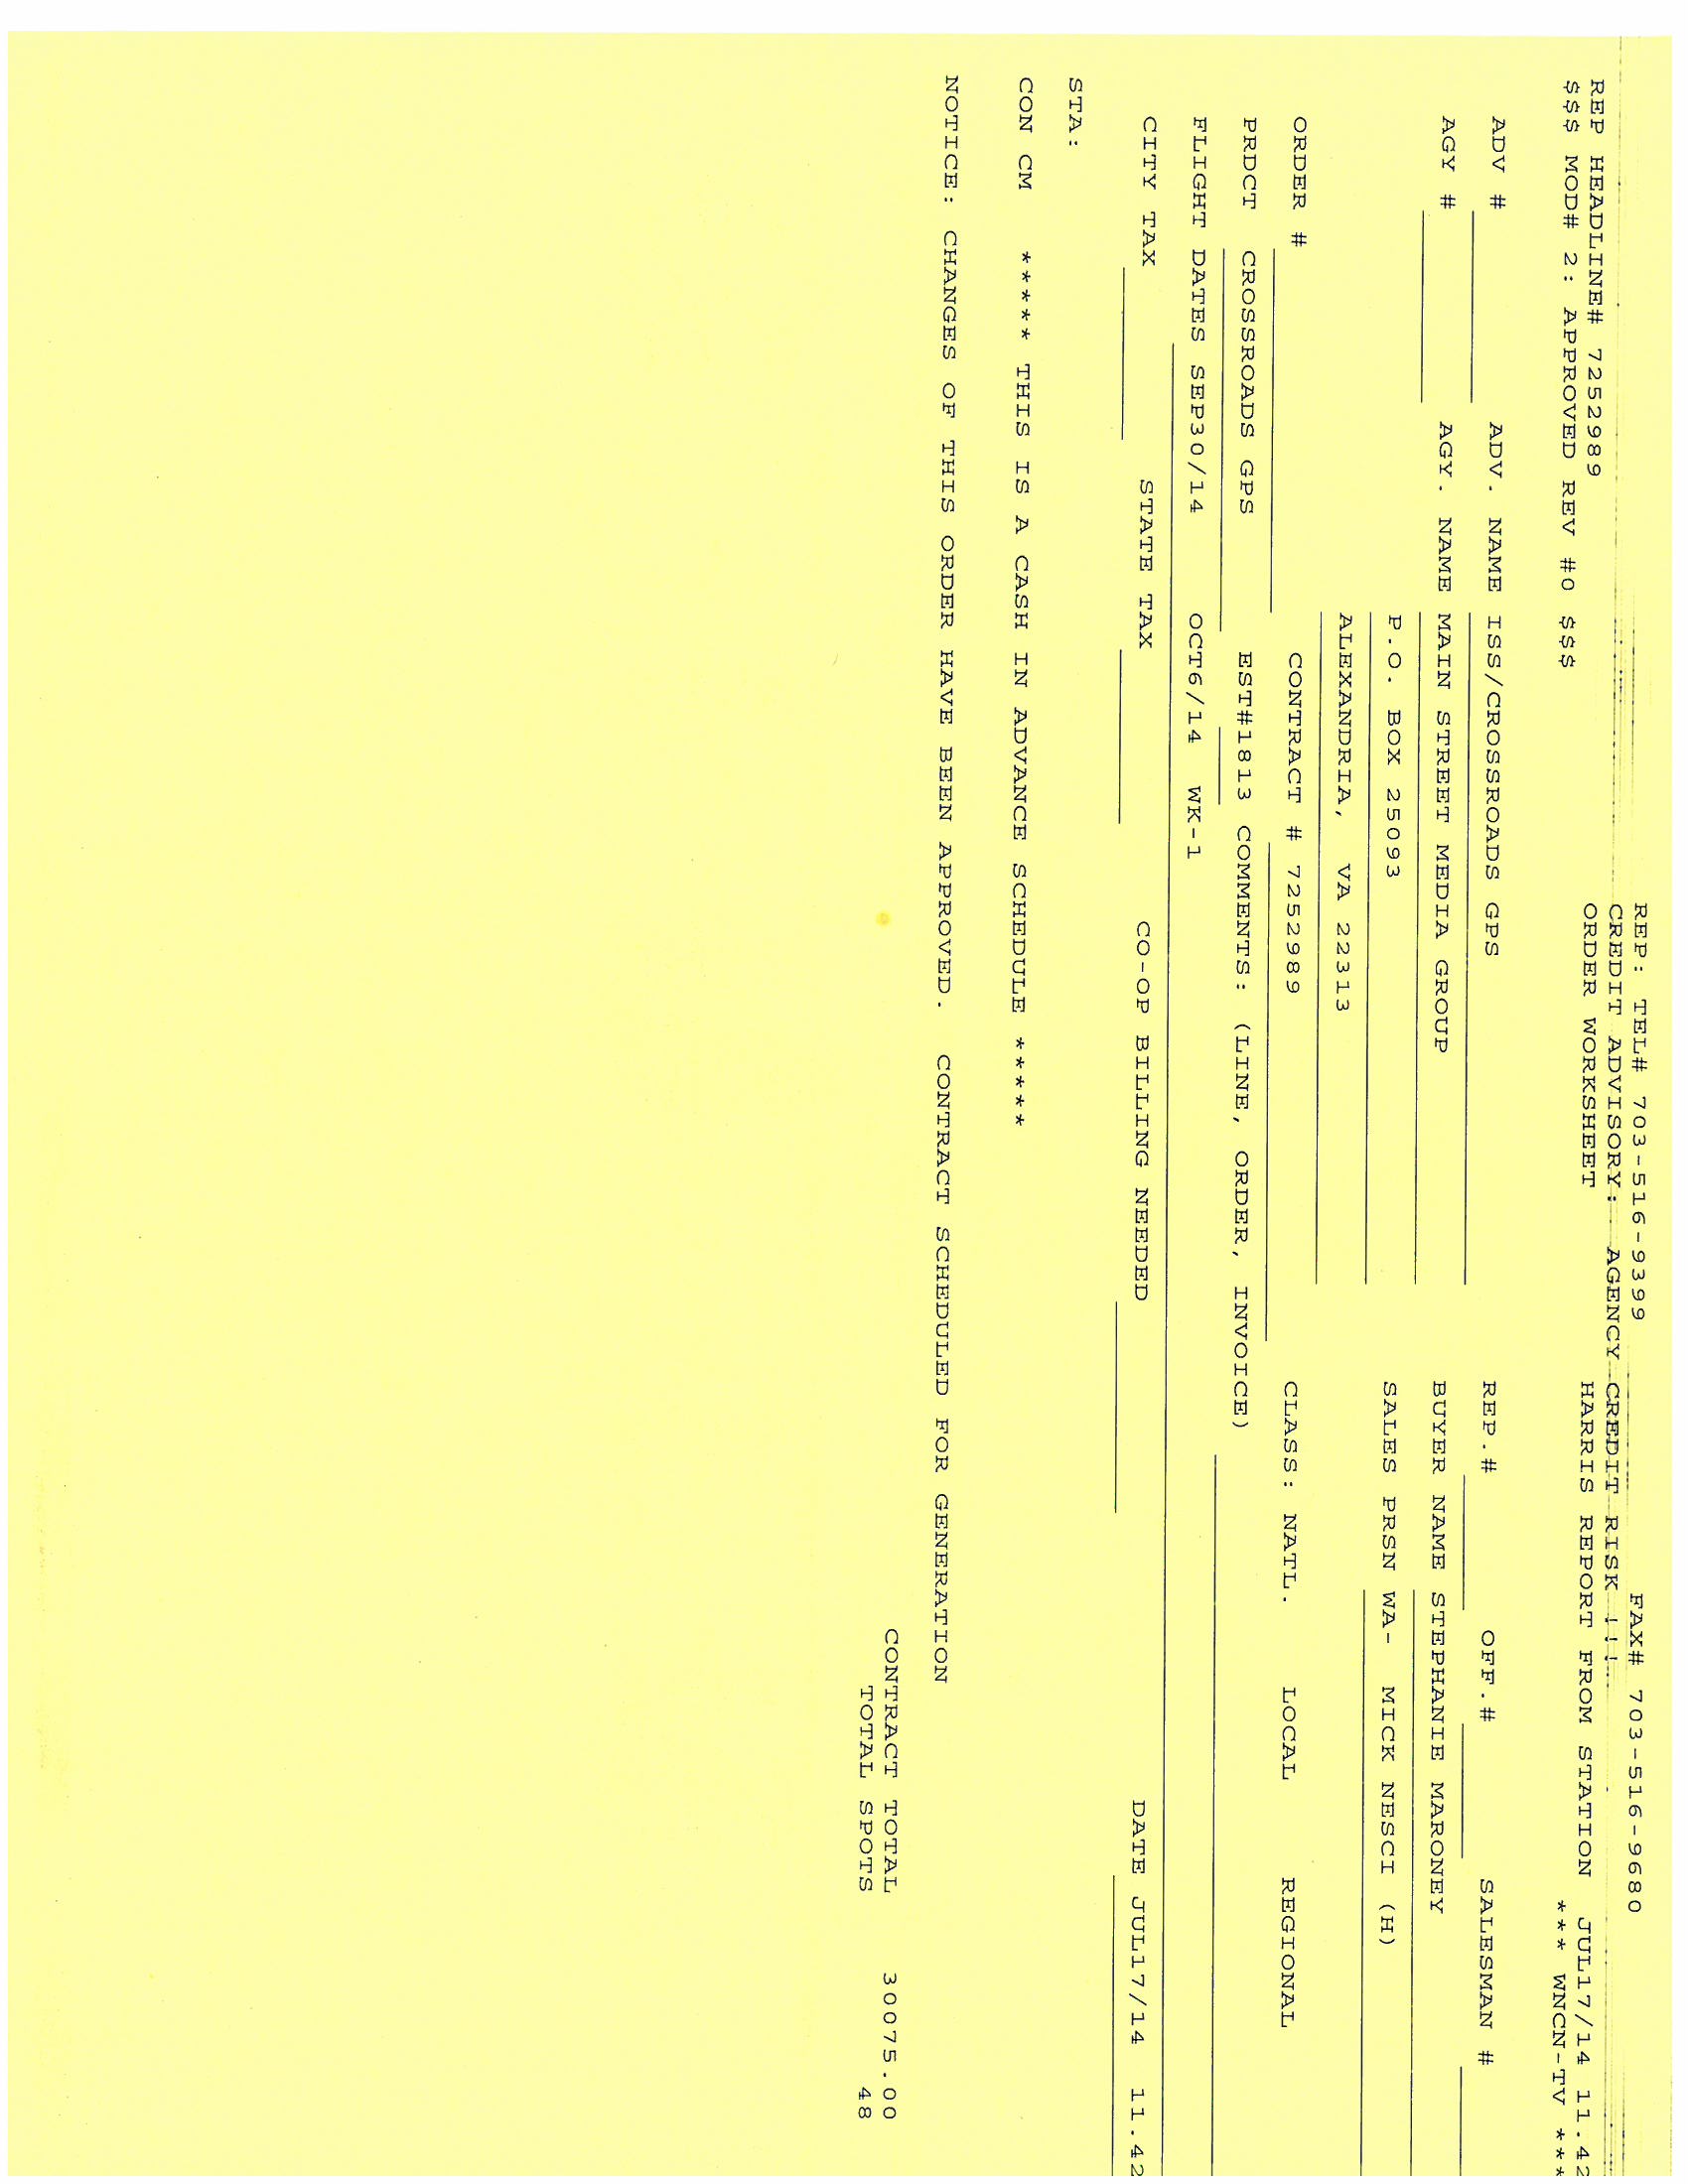 REP: TEL# 703-516-9399 FAX# 703-516-9680
CREDIT ADVISORY: AGENCY CREDIT RISK !!!
REP HEADLINE# 7252989 ORDER WORKSHEET HARRIS REPORT FROM STATION JUL17/14 11.42
$$$ MOD# 2: APPROVED REV #0 $$$ *** WNCN-TV ***
ADV # ADV. NAME ISS/CROSSROADS GPS REP.# OFF.# SALESMAN #
AGY # AGY. NAME MAIN STREET MEDIA GROUP BUYER NAME STEPHANIE MARONEY
P.O. BOX 25093 SALES PRSN WA- MICK NESCI (H)
ALEXANDRIA, VA 22313
ORDER # CONTRACT # 7252989 CLASS: NATL. LOCAL REGIONAL
PRDCT CROSSROADS GPS EST#1813 COMMENTS: (LINE, ORDER, INVOICE)
FLIGHT DATES SEP30/14 OCT6/14 WK-1
CITY TAX STATE TAX CO-OP BILLING NEEDED DATE JUL17/14 11.42
STA:
CON CM ***** THIS IS A CASH IN ADVANCE SCHEDULE *****
NOTICE: CHANGES OF THIS ORDER HAVE BEEN APPROVED. CONTRACT SCHEDULED FOR GENERATION
CONTRACT TOTAL 30075.00
TOTAL SPOTS 48